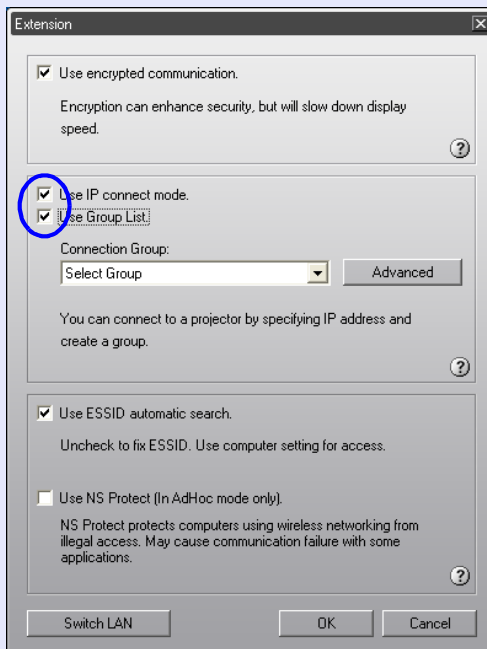 Extension
Use encrypted communication.
Encryption can enhance security, but will slow down display
speed.
?
Use IP connect mode.
Use Group List.
Connection Group:
Select Group
Advanced
You can connect to a projector by specifying IP address and
create a group.
?
Use ESSID automatic search.
Uncheck to fix ESSID. Use computer setting for access.
Use NS Protect (In AdHoc mode only).
NS Protect protects computers using wireless networking from
illegal access. May cause communication failure with some
applications.
?
Switch LAN
OK
Cancel